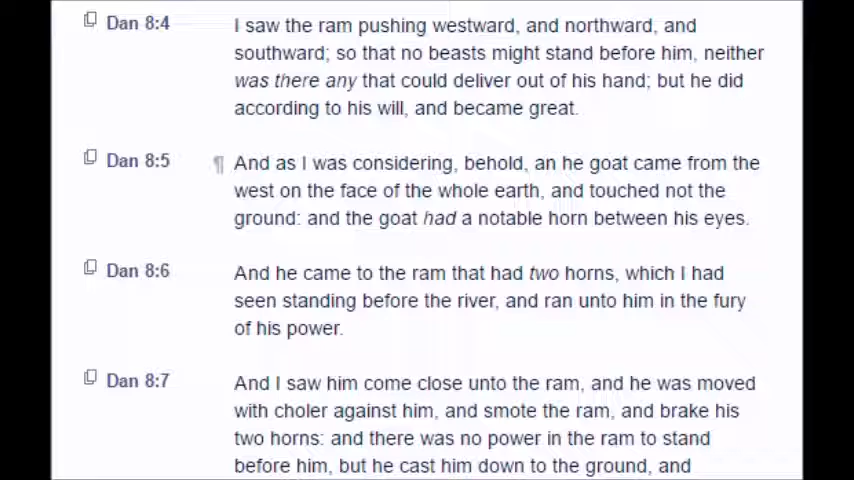 Dan 8:4 I saw the ram pushing westward, and northward, and
southward; so that no beasts might stand before him, neither
was there any that could deliver out of his hand; but he did
according to his will, and became great.
Dan 8:5 ¶ And as I was considering, behold, an he goat came from the
west on the face of the whole earth, and touched not the
ground: and the goat had a notable horn between his eyes.
Dan 8:6 And he came to the ram that had two horns, which I had
seen standing before the river, and ran unto him in the fury
of his power.
Dan 8:7 And I saw him come close unto the ram, and he was moved
with choler against him, and smote the ram, and brake his
two horns: and there was no power in the ram to stand
before him, but he cast him down to the ground, and